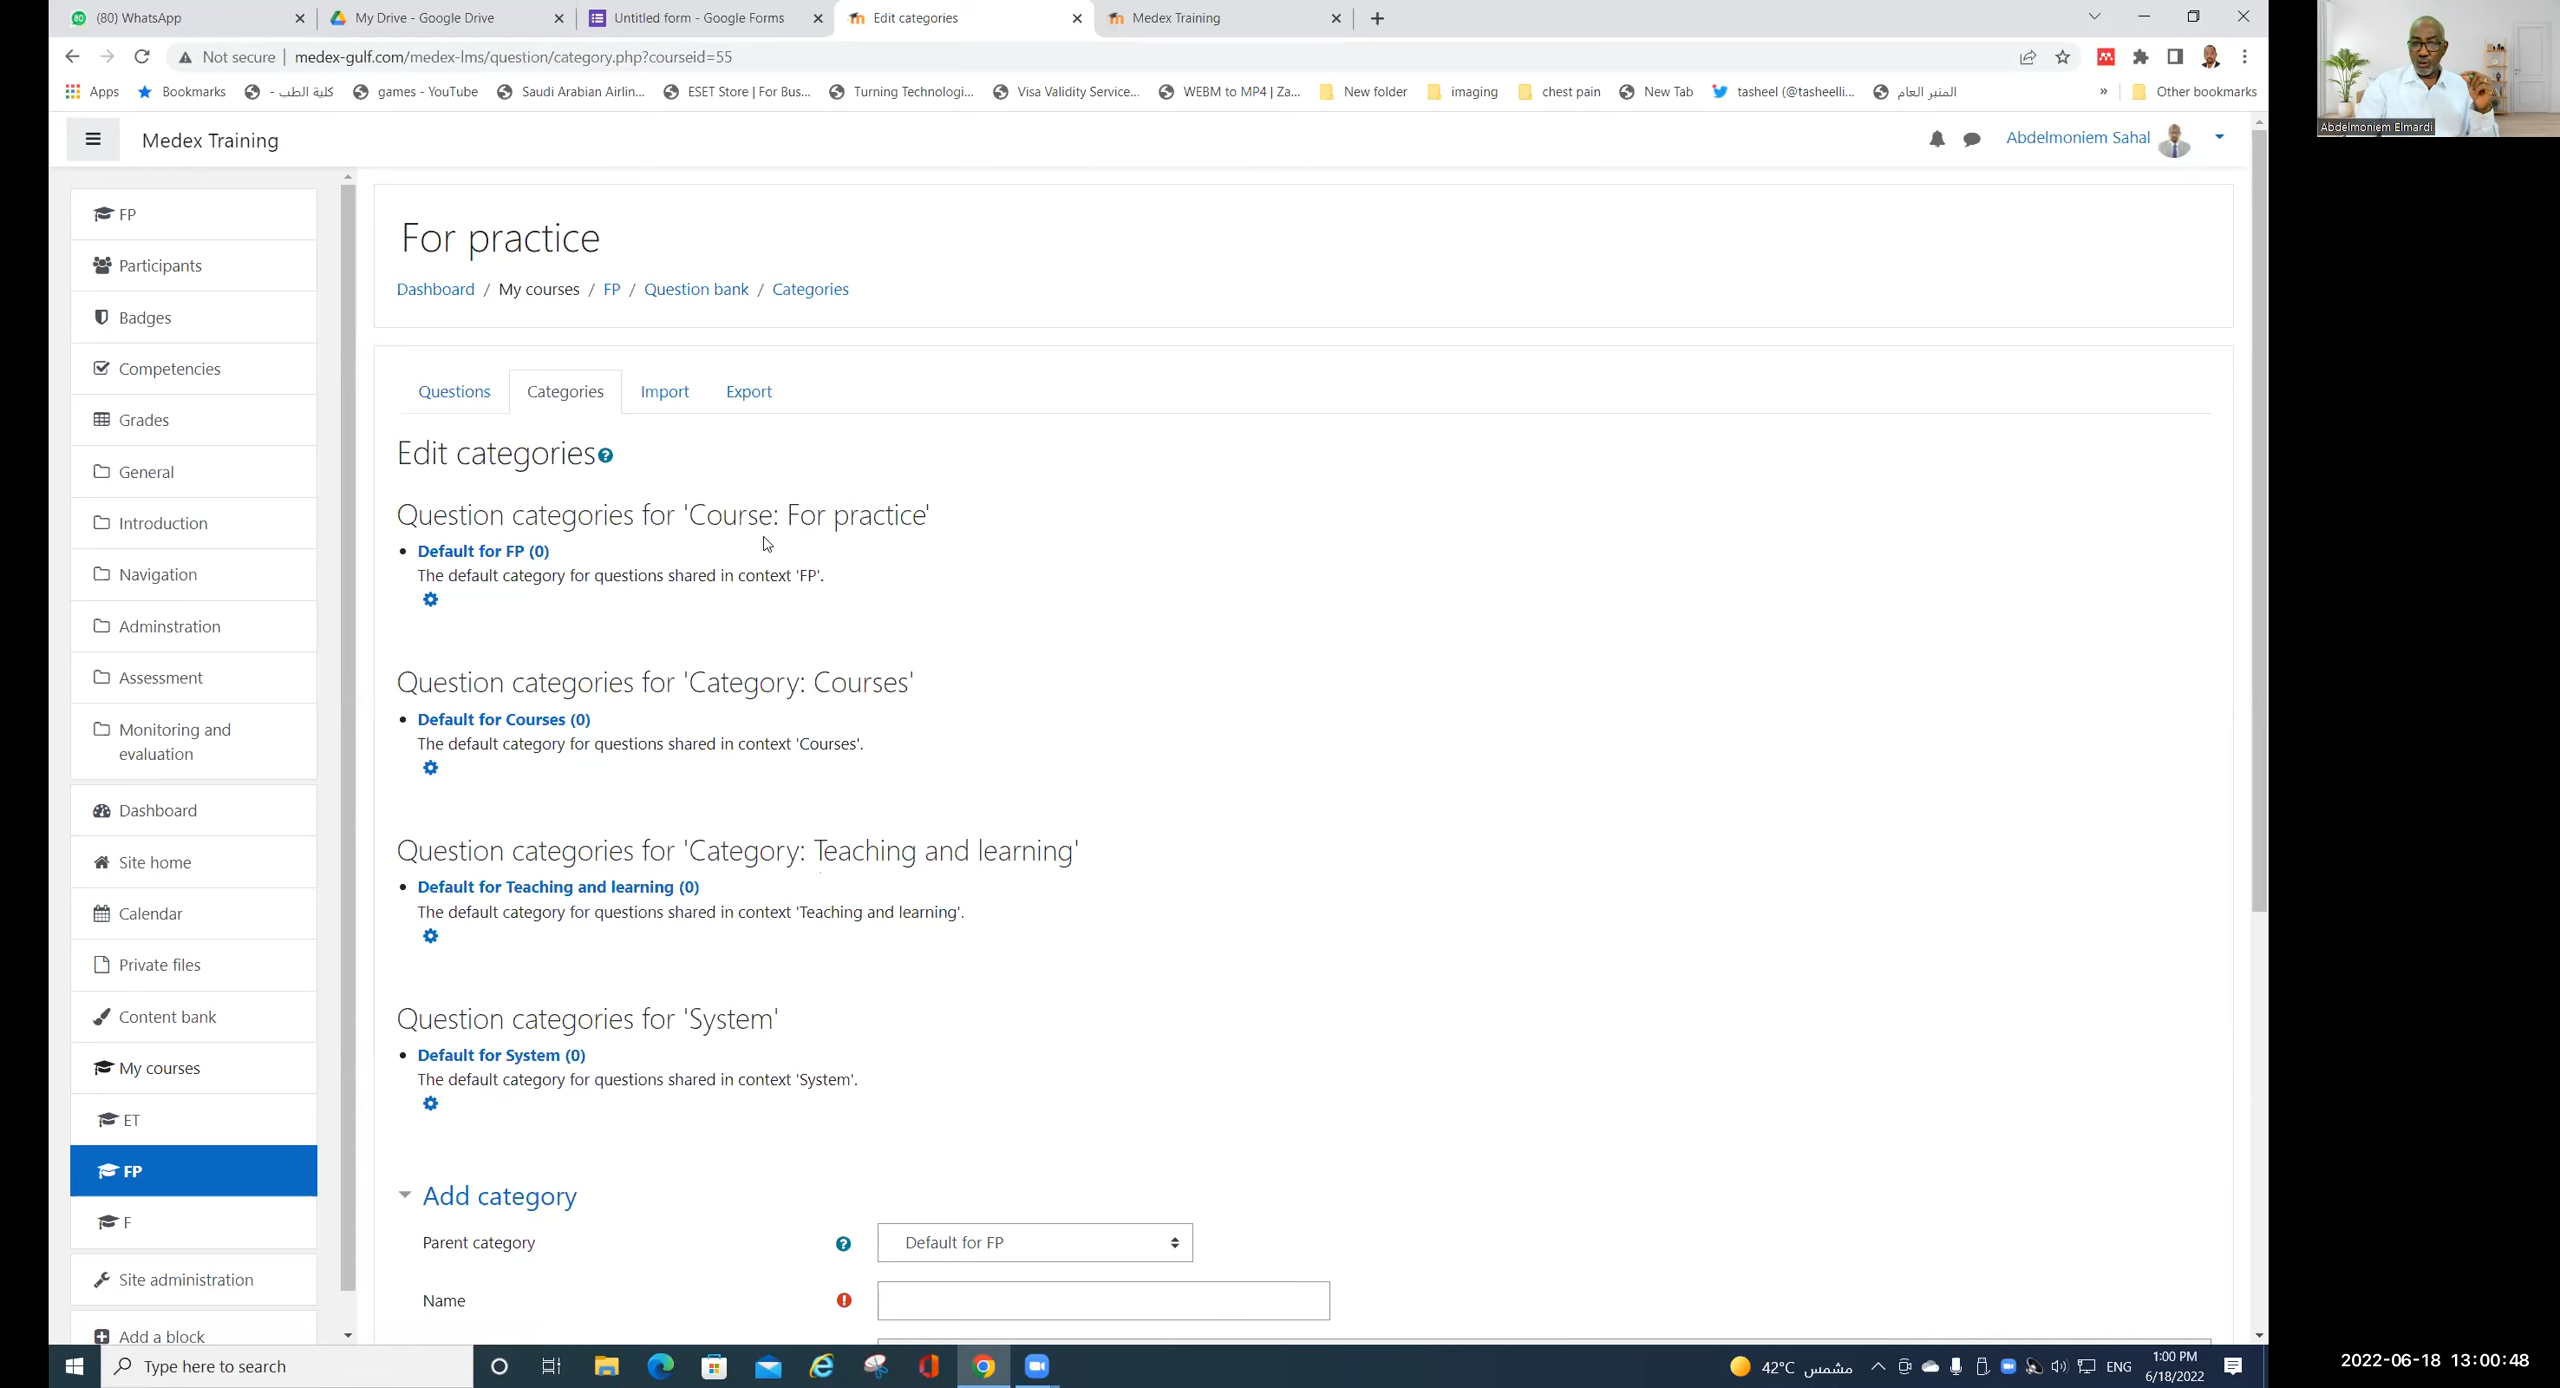 (80) WhatsApp
My Drive - Google Drive
Untitled form - Google Forms
Edit categories
Medex Training
Not secure
medex-gulf.com/medex-lms/question/category.php?courseid=55
Apps
Bookmarks
كلية الطب - 
games - YouTube
Saudi Arabian Airlin...
ESET Store | For Bus...
Turning Technologi...
Visa Validity Service...
WEBM to MP4 | Za...
New folder
imaging
chest pain
New Tab
tasheel (@tasheelli...
المنبر العام
»
Other bookmarks
Medex Training
Abdelmoniem Sahal
Abdelmoniem Elmardi
FP
Participants
Badges
Competencies
Grades
General
Introduction
Navigation
Adminstration
Assessment
Monitoring and
evaluation
Dashboard
Site home
Calendar
Private files
Content bank
My courses
ET
FP
F
Site administration
Add a block
For practice
Dashboard / My courses / FP / Question bank / Categories
Questions
Categories
Import
Export
Edit categories
Question categories for 'Course: For practice'
Default for FP (0)
The default category for questions shared in context 'FP'.
Question categories for 'Category: Courses'
Default for Courses (0)
The default category for questions shared in context 'Courses'.
Question categories for 'Category: Teaching and learning'
Default for Teaching and learning (0)
The default category for questions shared in context 'Teaching and learning'.
Question categories for 'System'
Default for System (0)
The default category for questions shared in context 'System'.
Add category
Parent category
Default for FP
Name
Type here to search
42°C مشمس
ENG
1:00 PM
6/18/2022
2022-06-18 13:00:48